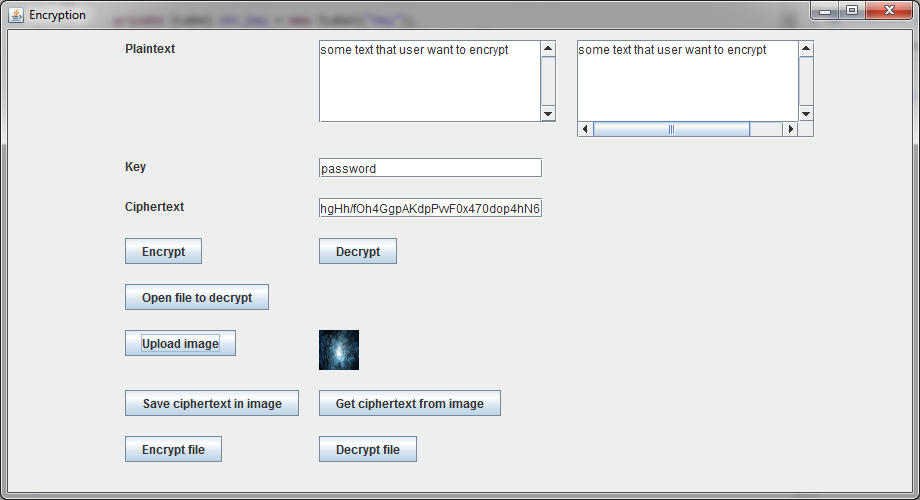 Encryption
Plaintext
some text that user want to encrypt
some text that user want to encrypt
Key
password
Ciphertext
hgHh/fOh4GgpAKdpPvvF0x470dop4hN6
Encrypt
Decrypt
Open file to decrypt
Upload image
Save ciphertext in image
Get ciphertext from image
Encrypt file
Decrypt file